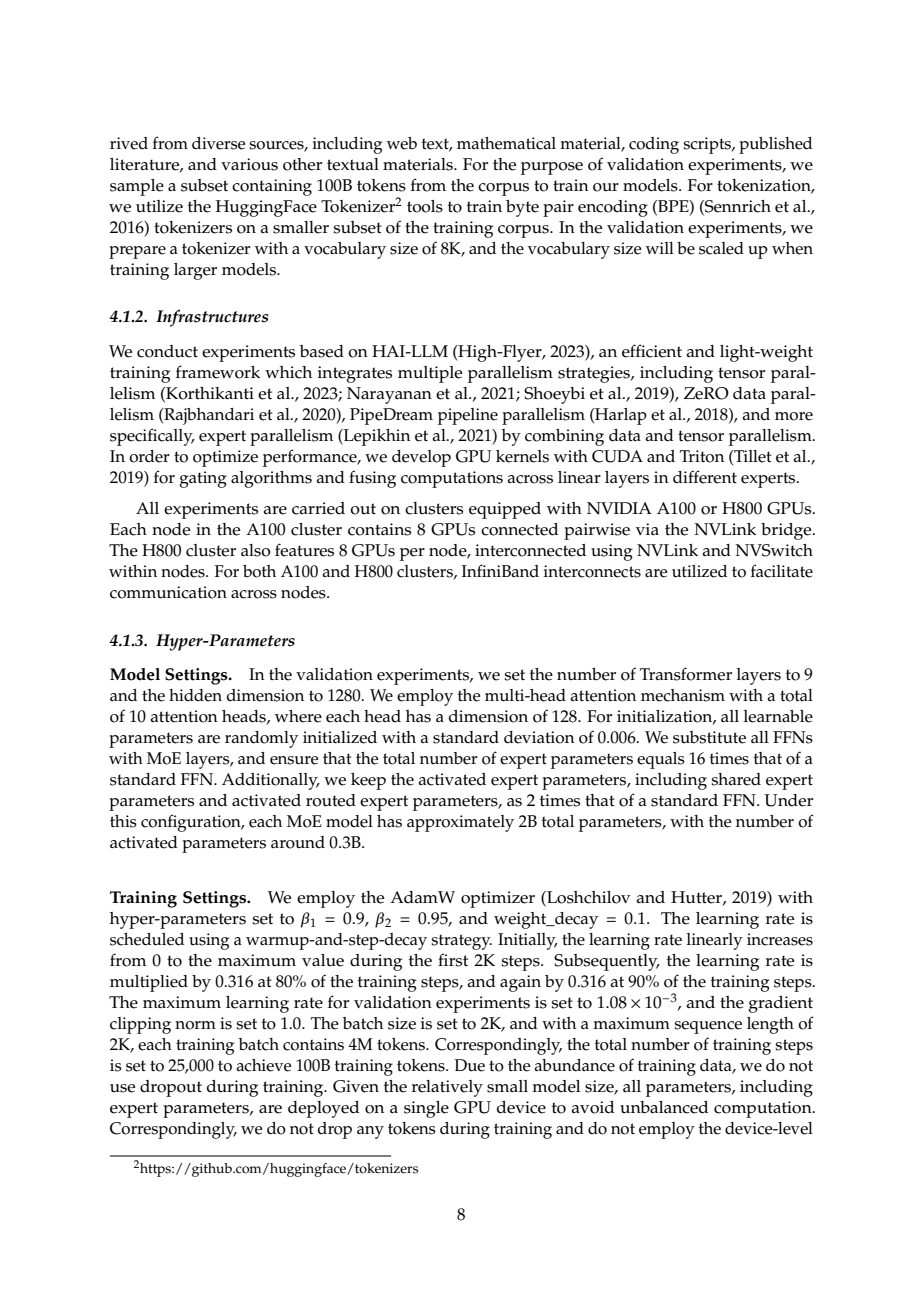 rived from diverse sources, including web text, mathematical material, coding scripts, published
literature, and various other textual materials. For the purpose of validation experiments, we
sample a subset containing 100B tokens from the corpus to train our models. For tokenization,
we utilize the HuggingFace Tokenizer² tools to train byte pair encoding (BPE) (Sennrich et al.,
2016) tokenizers on a smaller subset of the training corpus. In the validation experiments, we
prepare a tokenizer with a vocabulary size of 8K, and the vocabulary size will be scaled up when
training larger models.
4.1.2. Infrastructures
We conduct experiments based on HAI-LLM (High-Flyer, 2023), an efficient and light-weight
training framework which integrates multiple parallelism strategies, including tensor paral-
lelism (Korthikanti et al., 2023; Narayanan et al., 2021; Shoeybi et al., 2019), ZeRO data paral-
lelism (Rajbhandari et al., 2020), PipeDream pipeline parallelism (Harlap et al., 2018), and more
specifically, expert parallelism (Lepikhin et al., 2021) by combining data and tensor parallelism.
In order to optimize performance, we develop GPU kernels with CUDA and Triton (Tillet et al.,
2019) for gating algorithms and fusing computations across linear layers in different experts.
All experiments are carried out on clusters equipped with NVIDIA A100 or H800 GPUs.
Each node in the A100 cluster contains 8 GPUs connected pairwise via the NVLink bridge.
The H800 cluster also features 8 GPUs per node, interconnected using NVLink and NVSwitch
within nodes. For both A100 and H800 clusters, InfiniBand interconnects are utilized to facilitate
communication across nodes.
4.1.3. Hyper-Parameters
Model Settings. In the validation experiments, we set the number of Transformer layers to 9
and the hidden dimension to 1280. We employ the multi-head attention mechanism with a total
of 10 attention heads, where each head has a dimension of 128. For initialization, all learnable
parameters are randomly initialized with a standard deviation of 0.006. We substitute all FFNs
with MoE layers, and ensure that the total number of expert parameters equals 16 times that of a
standard FFN. Additionally, we keep the activated expert parameters, including shared expert
parameters and activated routed expert parameters, as 2 times that of a standard FFN. Under
this configuration, each MoE model has approximately 2B total parameters, with the number of
activated parameters around 0.3B.
Training Settings. We employ the AdamW optimizer (Loshchilov and Hutter, 2019) with
hyper-parameters set to β₁ = 0.9, β₂ = 0.95, and weight_decay = 0.1. The learning rate is
scheduled using a warmup-and-step-decay strategy. Initially, the learning rate linearly increases
from 0 to the maximum value during the first 2K steps. Subsequently, the learning rate is
multiplied by 0.316 at 80% of the training steps, and again by 0.316 at 90% of the training steps.
The maximum learning rate for validation experiments is set to 1.08 × 10⁻³, and the gradient
clipping norm is set to 1.0. The batch size is set to 2K, and with a maximum sequence length of
2K, each training batch contains 4M tokens. Correspondingly, the total number of training steps
is set to 25,000 to achieve 100B training tokens. Due to the abundance of training data, we do not
use dropout during training. Given the relatively small model size, all parameters, including
expert parameters, are deployed on a single GPU device to avoid unbalanced computation.
Correspondingly, we do not drop any tokens during training and do not employ the device-level
²https://github.com/huggingface/tokenizers
8